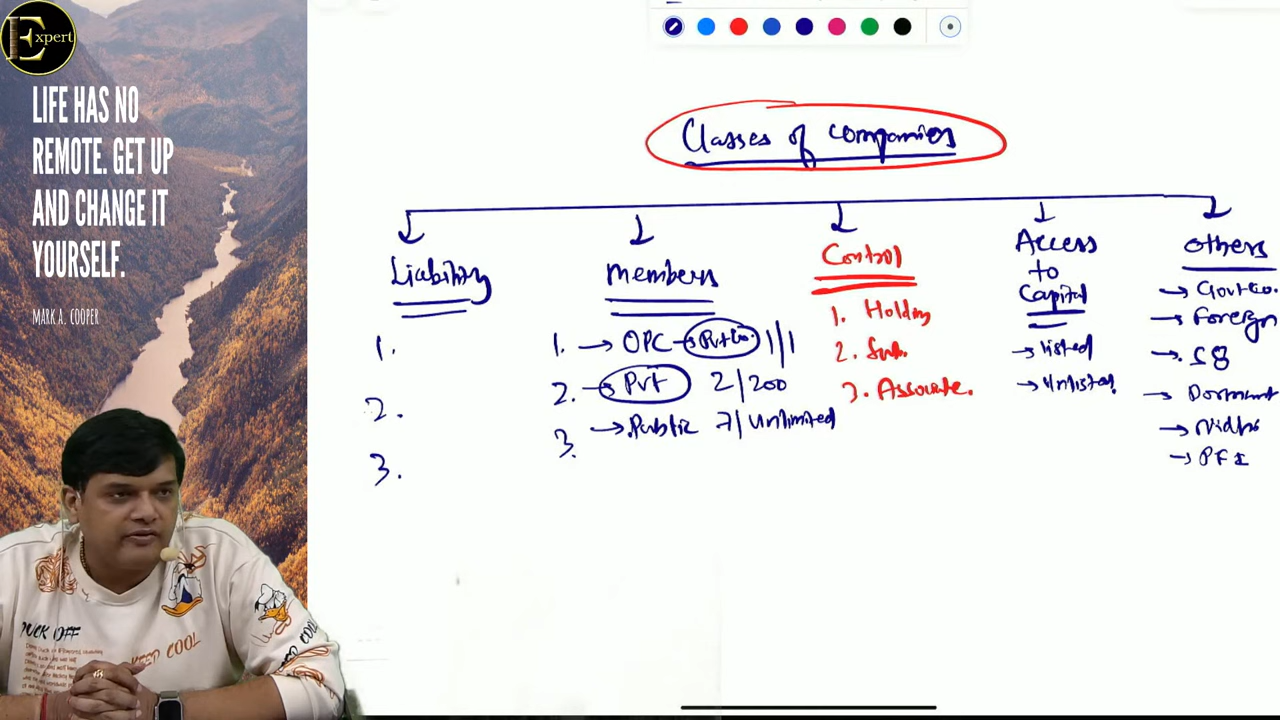 Expert
LIFE HAS NO
REMOTE. GET UP
AND CHANGE IT
YOURSELF.
MARK A. COOPER
Classes of companies
Liability
1.
2.
3.
members
1. → OPC → Pvt Co. 1/1
2. → Pvt 2/200
3. → Public 7/Unlimited
Control
1. Holding
2. Sub.
3. Associate.
Access
to
Capital
→ listed
→ Unlisted
others
→ Govt Co.
→ Foreign
→ S8
→ Dormant
→ Nidhi
→ PFI
KEEP COOL